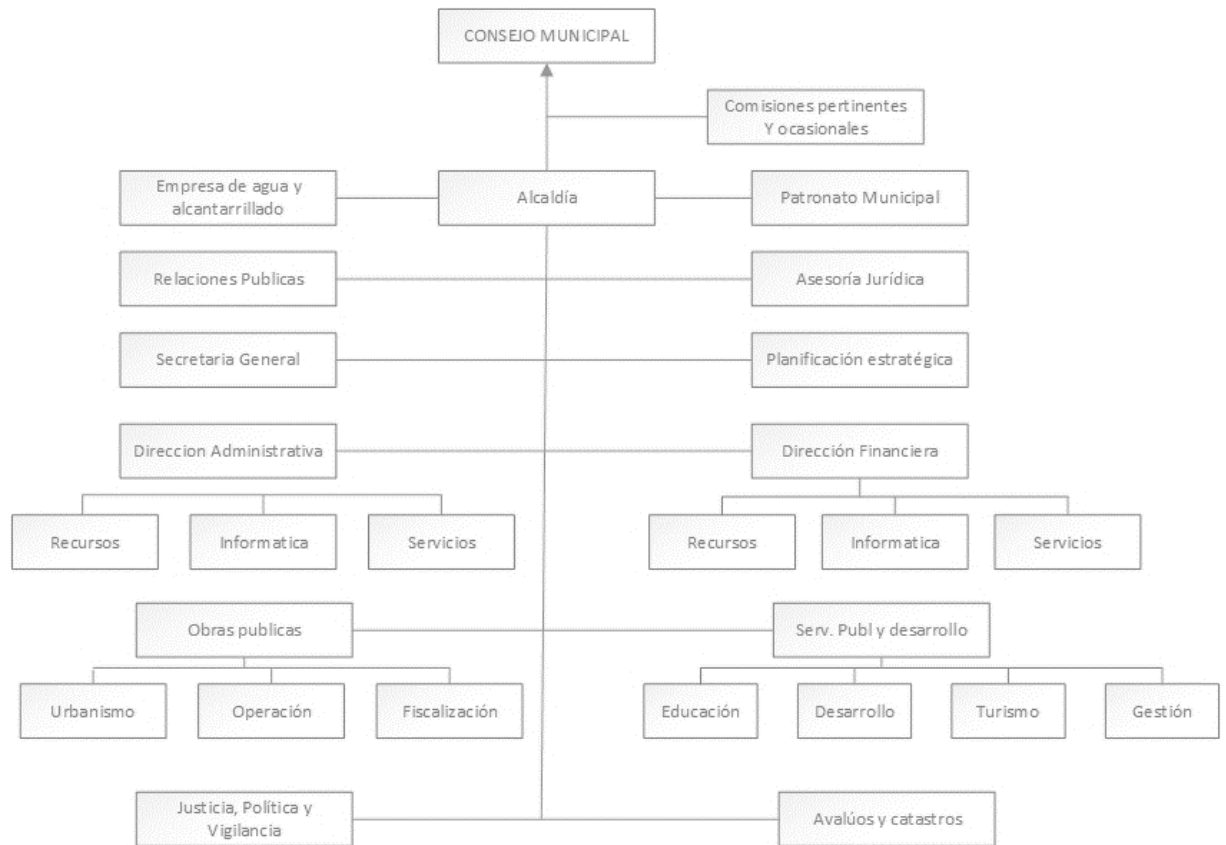 CONSEJO MUNICIPAL
Comisiones pertinentes
Y ocasionales
Empresa de agua y
alcantarrillado
Alcaldía
Patronato Municipal
Relaciones Publicas
Asesoría Jurídica
Secretaria General
Planificación estratégica
Direccion Administrativa
Dirección Financiera
Recursos
Informatica
Servicios
Recursos
Informatica
Servicios
Obras publicas
Serv. Publ y desarrollo
Urbanismo
Operación
Fiscalización
Educación
Desarrollo
Turismo
Gestión
Justicia, Política y
Vigilancia
Avalúos y catastros